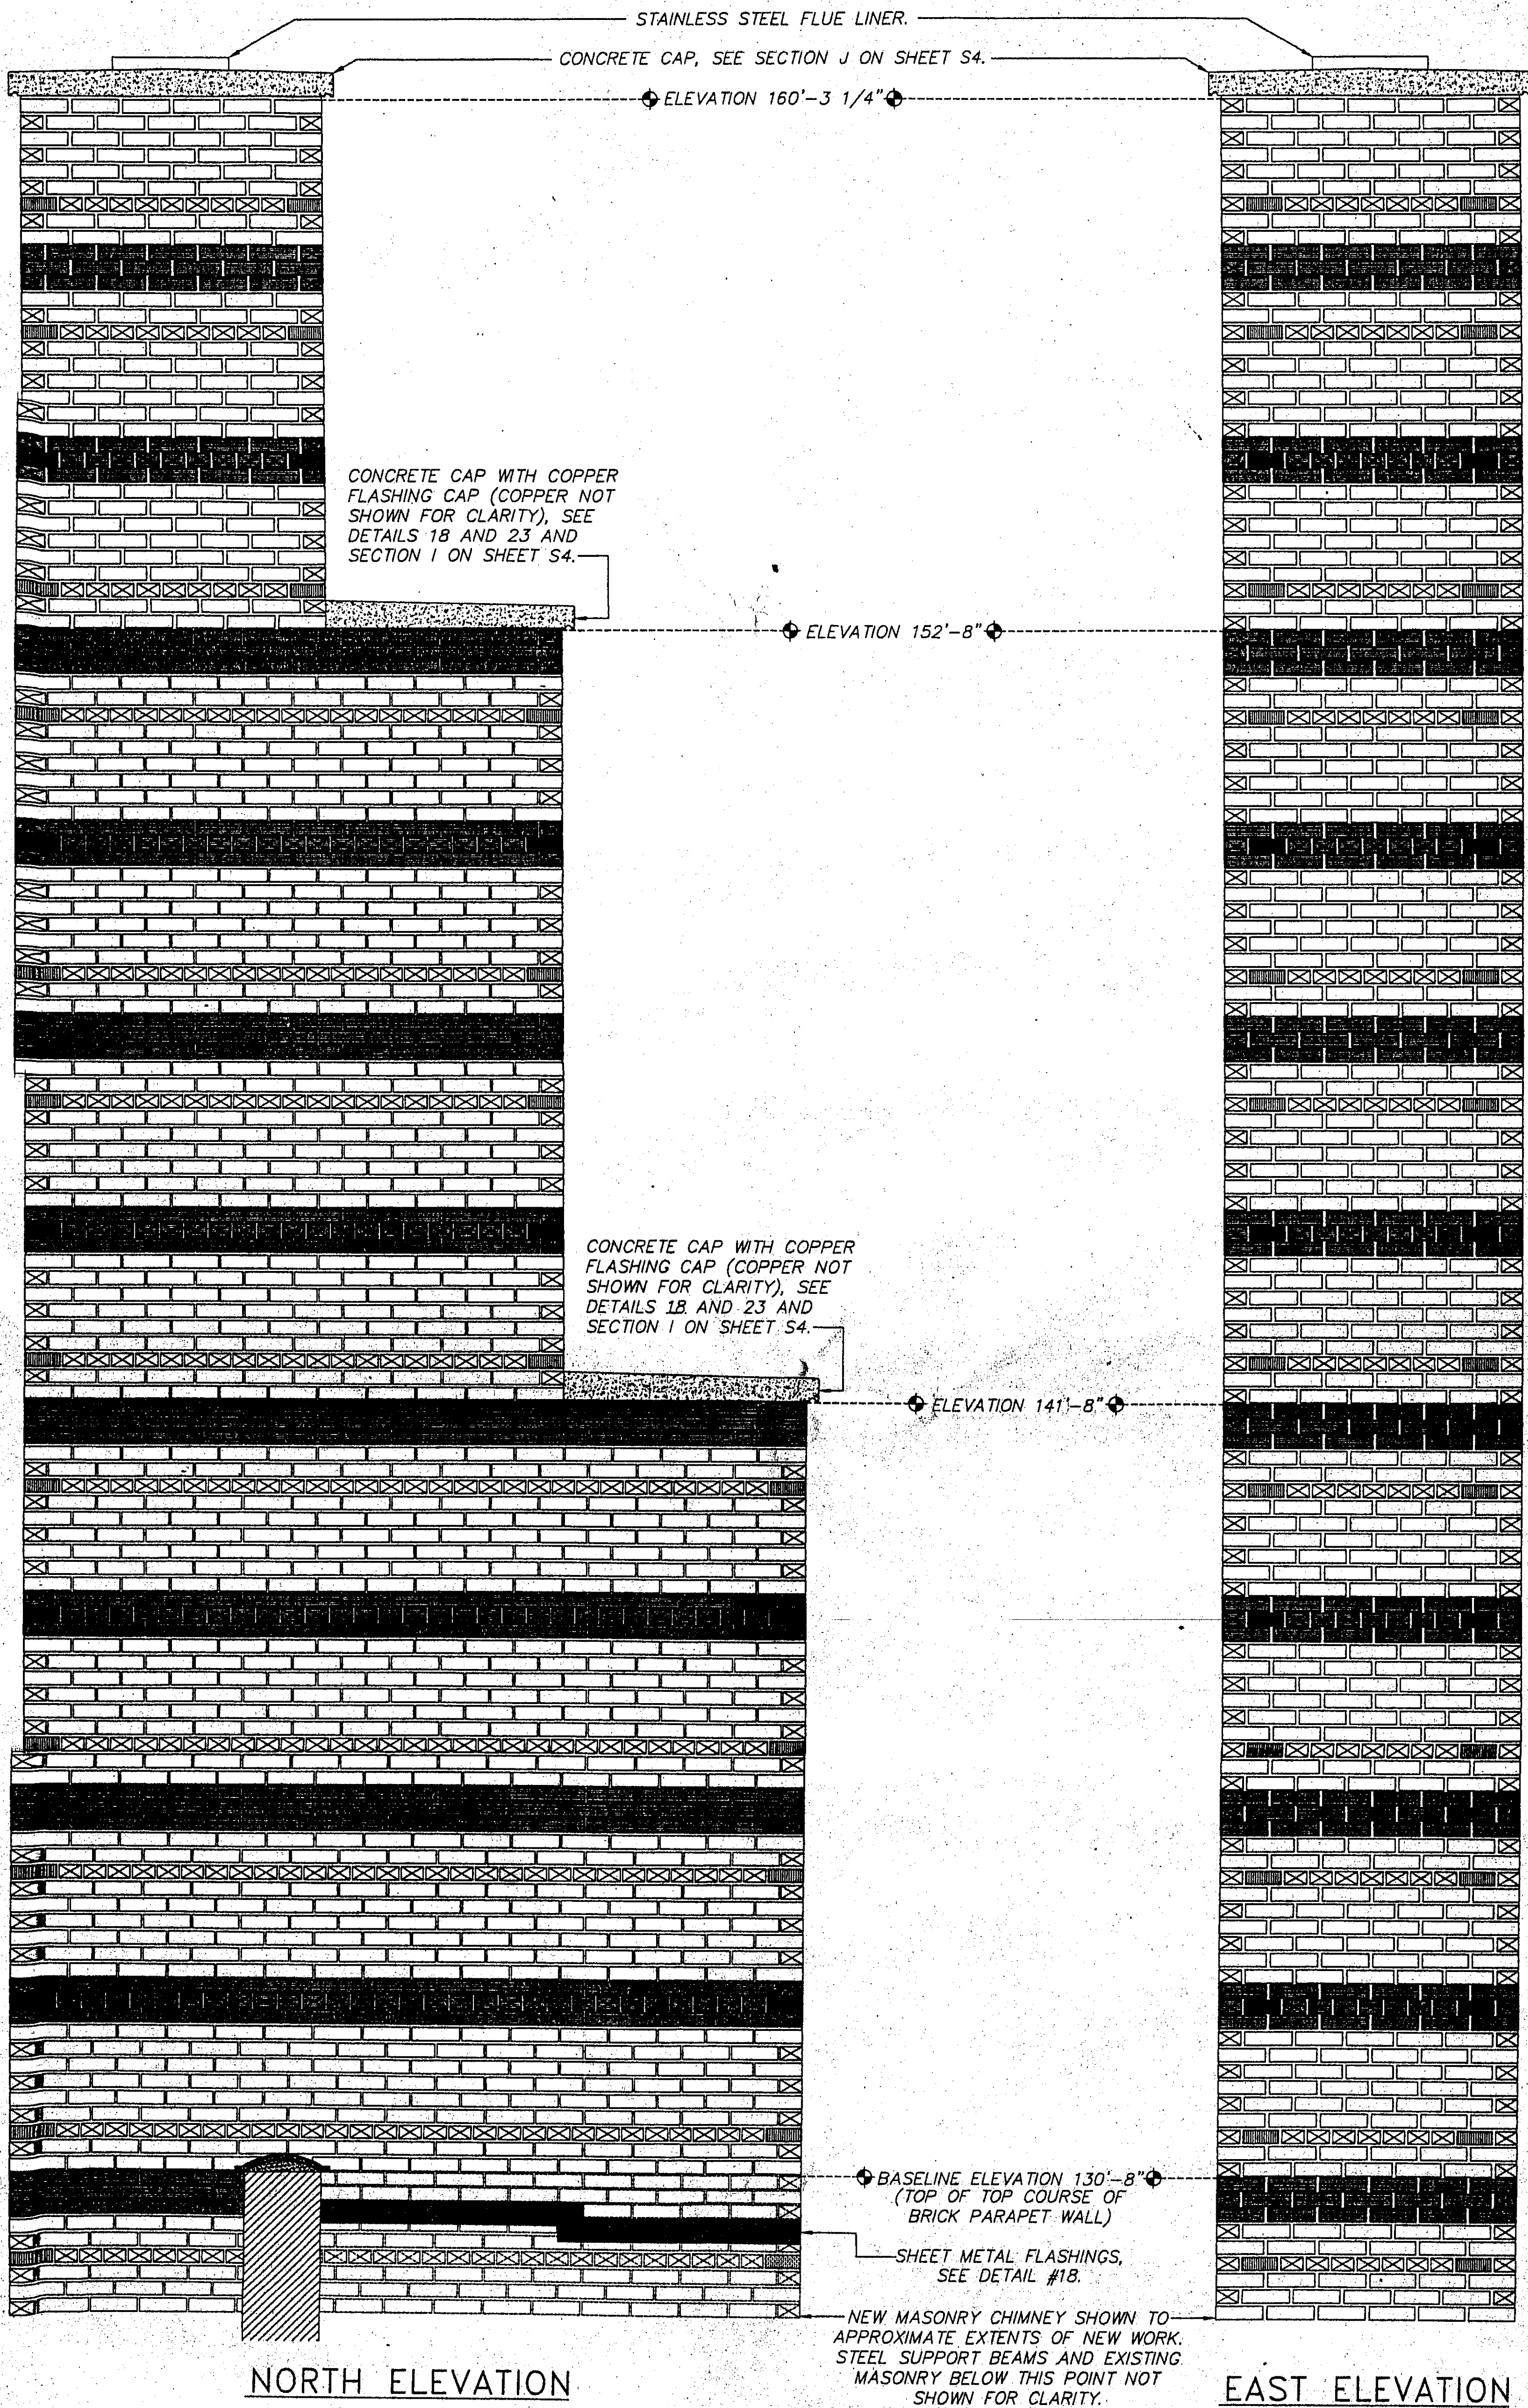 STAINLESS STEEL FLUE LINER.
CONCRETE CAP, SEE SECTION J ON SHEET S4.
ELEVATION 160'-3 1/4"
CONCRETE CAP WITH COPPER
FLASHING CAP (COPPER NOT
SHOWN FOR CLARITY), SEE
DETAILS 18 AND 23 AND
SECTION I ON SHEET S4.
ELEVATION 152'-8"
CONCRETE CAP WITH COPPER
FLASHING CAP (COPPER NOT
SHOWN FOR CLARITY), SEE
DETAILS 18 AND 23 AND
SECTION I ON SHEET S4.
ELEVATION 141'-8"
BASELINE ELEVATION 130'-8"
(TOP OF TOP COURSE OF
BRICK PARAPET WALL)
SHEET METAL FLASHINGS,
SEE DETAIL #18.
NEW MASONRY CHIMNEY SHOWN TO
APPROXIMATE EXTENTS OF NEW WORK.
STEEL SUPPORT BEAMS AND EXISTING
MASONRY BELOW THIS POINT NOT
SHOWN FOR CLARITY.
NORTH ELEVATION
EAST ELEVATION